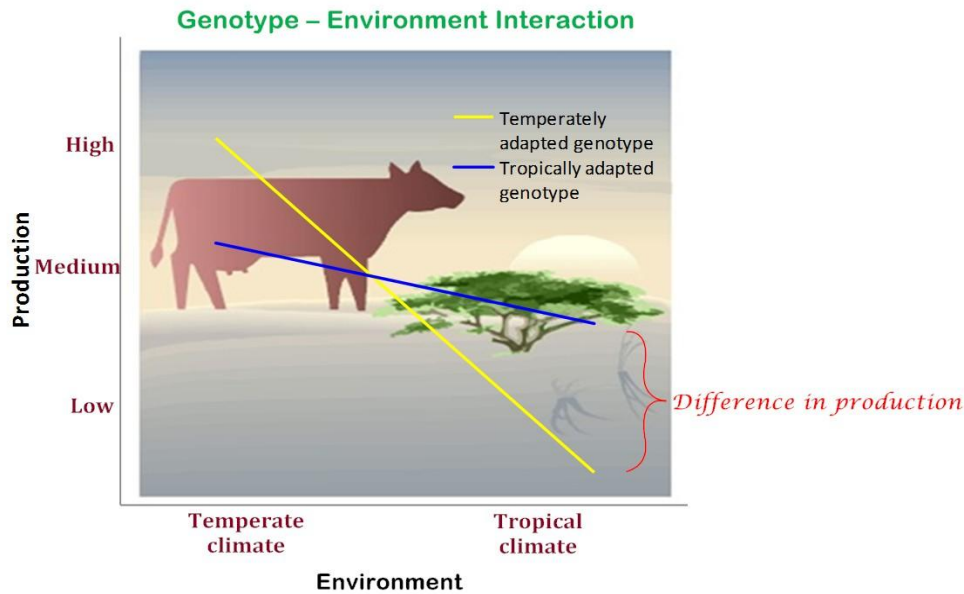 Genotype – Environment Interaction
Temperately
adapted genotype
Tropically adapted
genotype
High
Medium
Low
Production
Difference in production
Temperate
climate
Tropical
climate
Environment